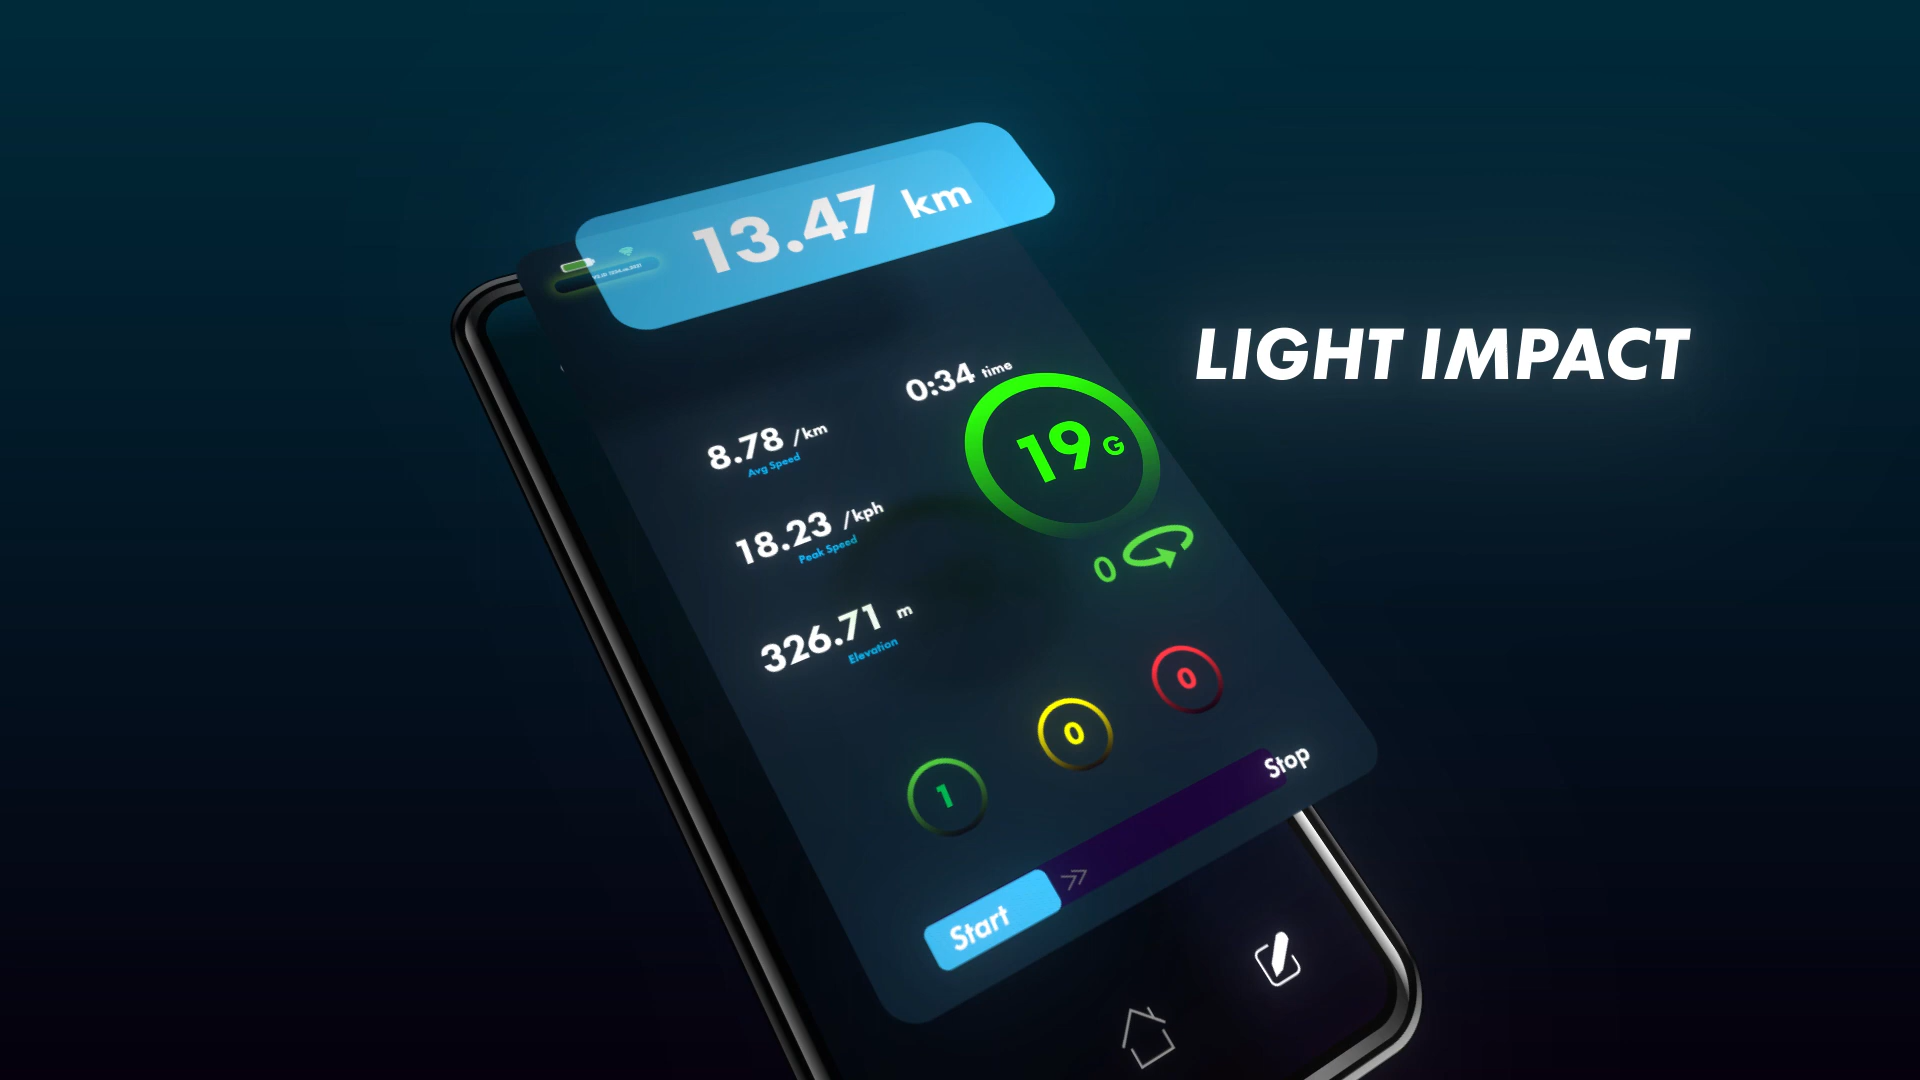 13.47 km
LIGHT IMPACT
0:34 time
8.78 /km
Avg Speed
19 G
18.23 /kph
Peak Speed
0
326.71 m
Elevation
0
0
1
Stop
Start